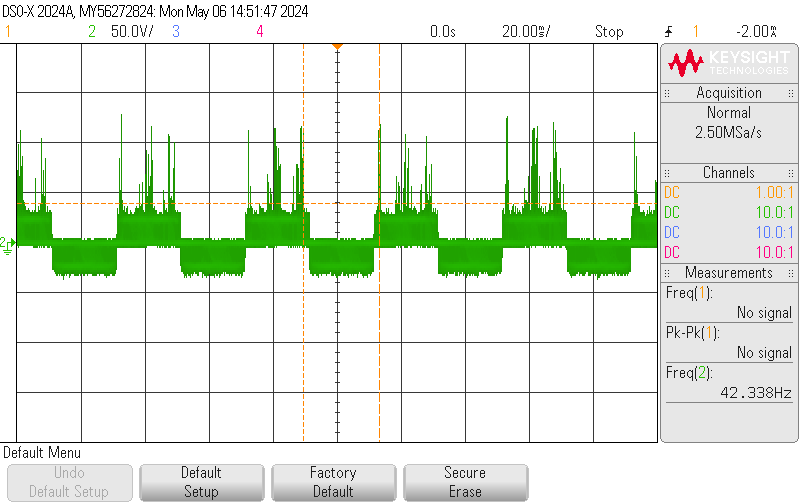 DSO-X 2024A, MY56272824: Mon May 06 14:51:47 2024
1 2 50.0V/ 3 4 0.0s 20.00s/ Stop 1 -2.00%
KEYSIGHT
TECHNOLOGIES
Acquisition
Normal
2.50MSa/s
Channels
DC 1.00:1
DC 10.0:1
DC 10.0:1
DC 10.0:1
Measurements
Freq(1):
No signal
Pk-Pk(1):
No signal
Freq(2):
42.338Hz
2
Default Menu
Undo
Default Setup
Default
Setup
Factory
Default
Secure
Erase